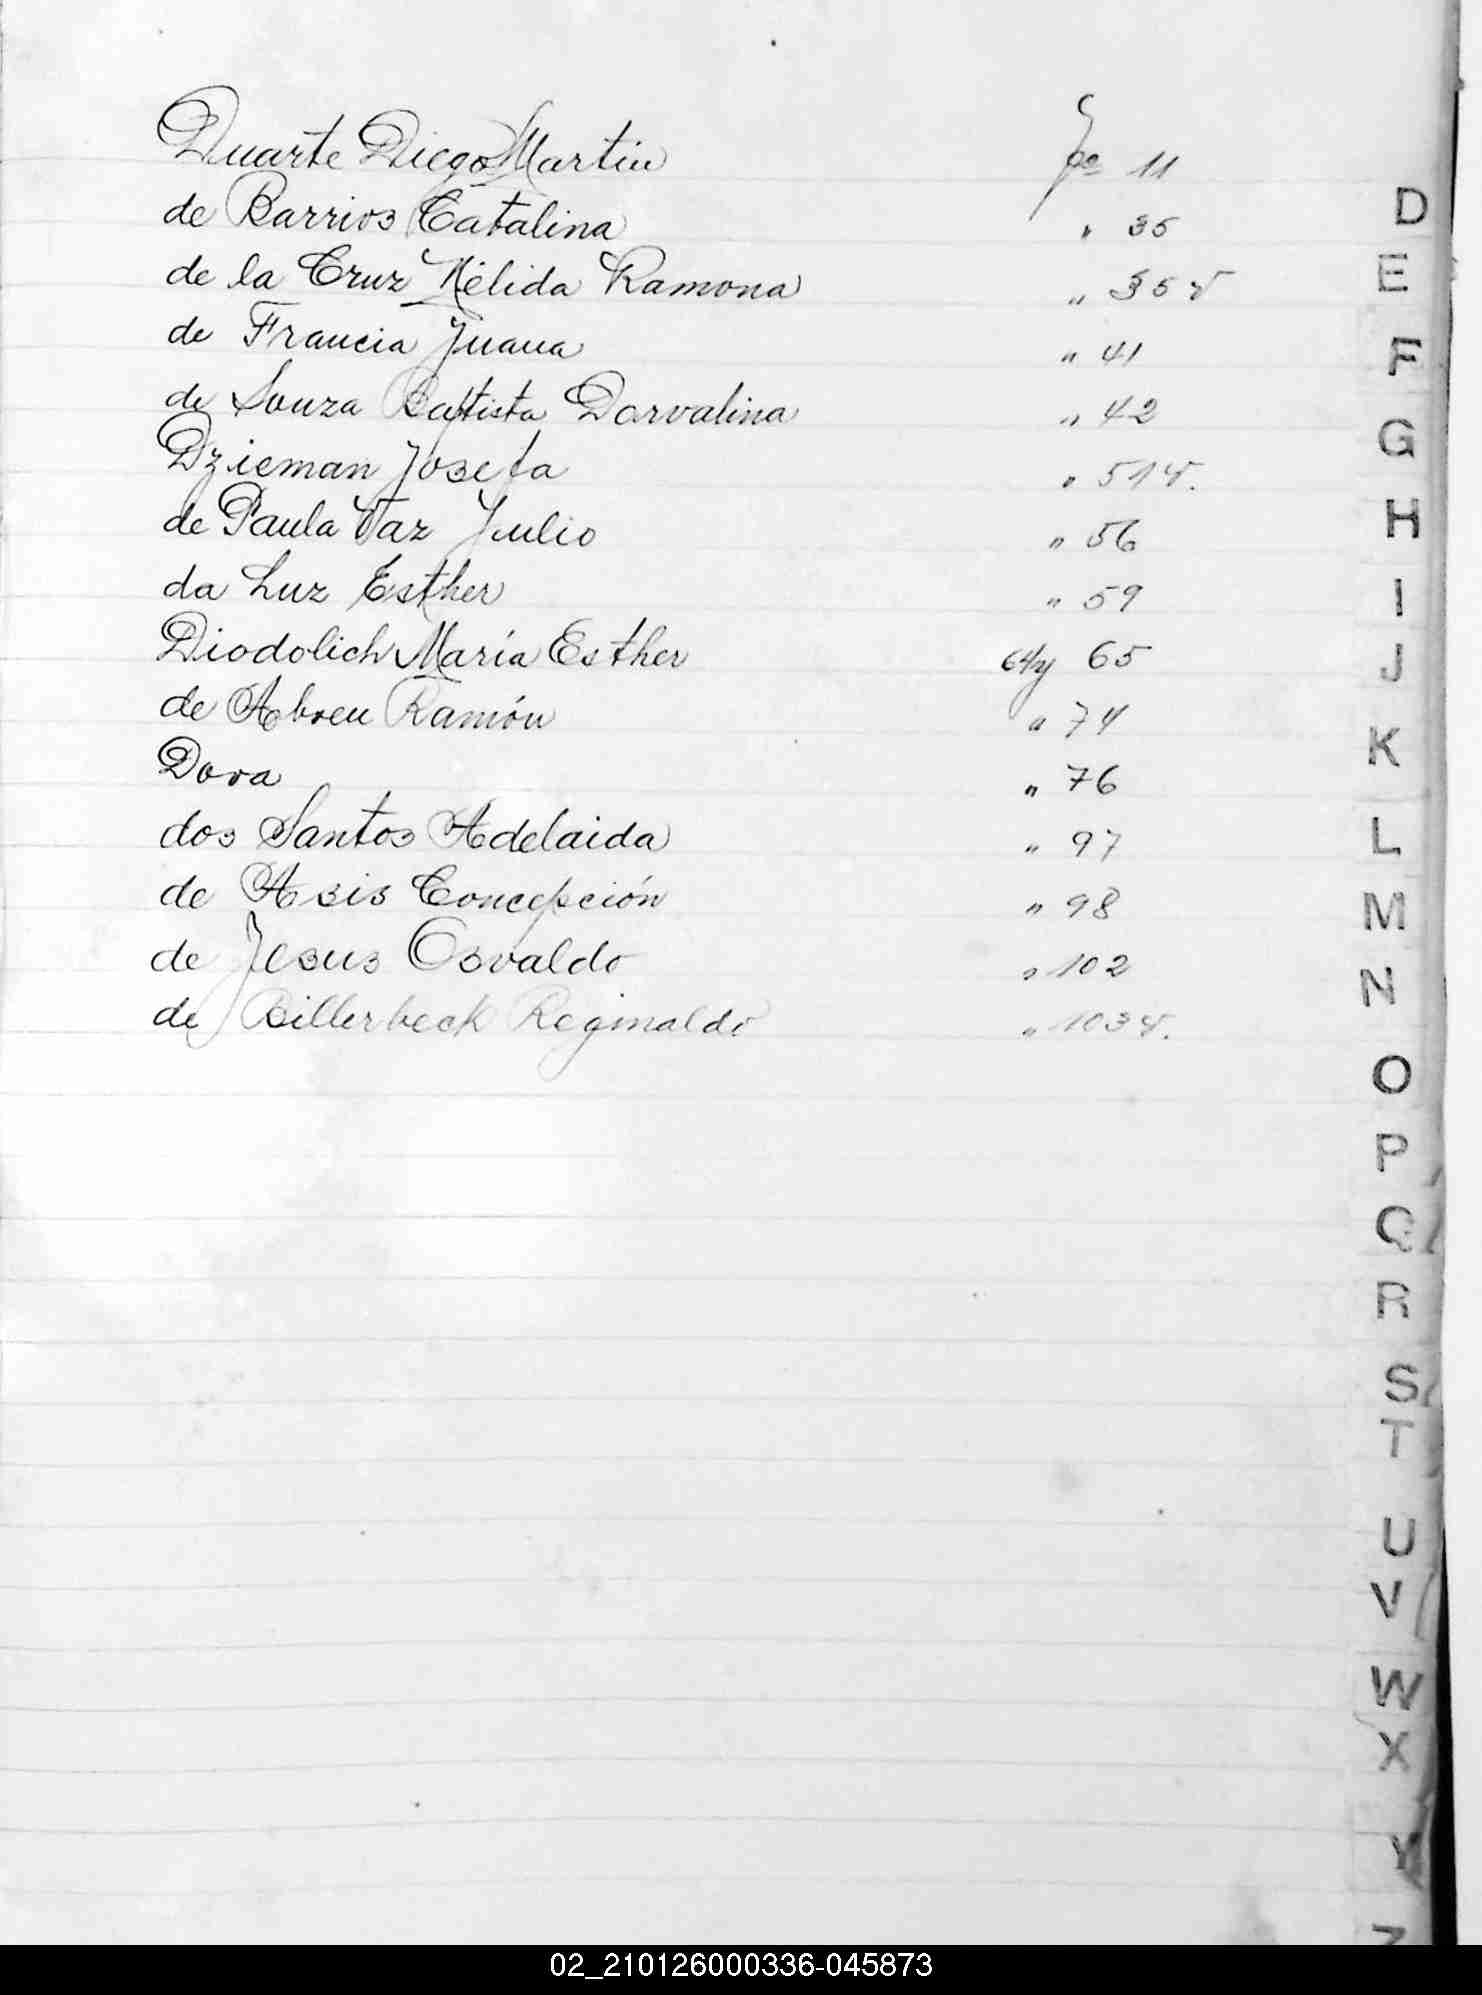 Duarte Diego Martin fo 11
de Barrios Catalina " 35
de la Cruz Nélida Ramona " 35 v
de Francia Juana " 41
de Souza Baptista Dorvalina " 42
Dzieman Josefa " 51 v.
de Paula Vaz Julio " 56
da Luz Esther " 59
Diodolich María Esther 64 y 65
de Abreu Ramón " 74
Dora " 76
dos Santos Adelaida " 97
de Asis Concepción " 98
de Jesus Osvaldo " 102
de Billerbeck Reginaldo " 103 v.
D
E
F
G
H
I
J
K
L
M
N
O
P
Q
R
S
T
U
V
W
X
Y
Z
02_210126000336-045873